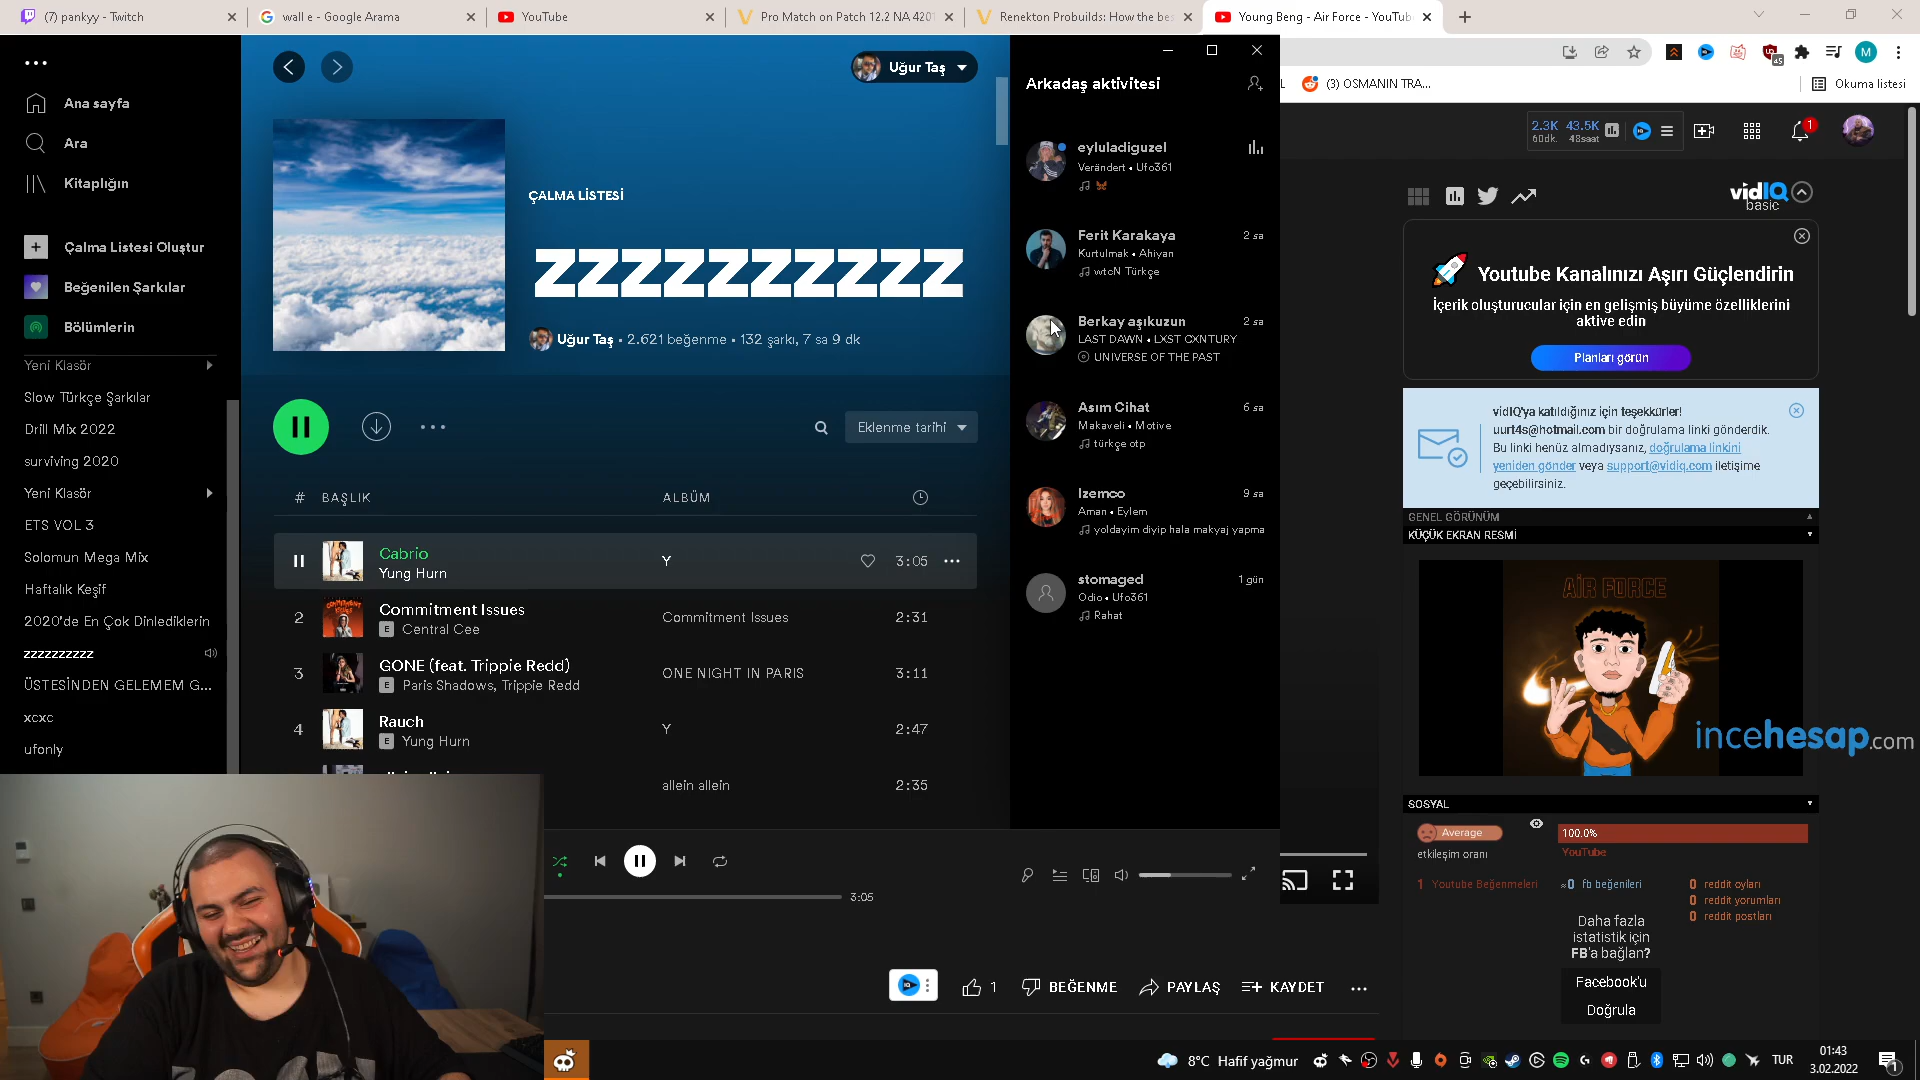 (7) pankyy - Twitch
wall e - Google Arama
YouTube
Pro Match on Patch 12.2 NA 4201
Renekton Probuilds: How the bes
Young Beng - Air Force - YouTub
Uğur Taş
Arkadaş aktivitesi
(3) OSMANIN TRA...
Okuma listesi
45
M
Ana sayfa
Ara
Kitaplığın
Çalma Listesi Oluştur
Beğenilen Şarkılar
Bölümlerin
Yeni Klasör
Slow Türkçe Şarkılar
Drill Mix 2022
surviving 2020
Yeni Klasör
ETS VOL 3
Solomun Mega Mix
Haftalık Keşif
2020'de En Çok Dinlediklerin
zzzzzzzzzz
ÜSTESİNDEN GELEMEM G...
xcxc
ufonly
ÇALMA LİSTESİ
ZZZZZZZZZZ
Uğur Taş • 2.621 beğenme • 132 şarkı, 7 sa 9 dk
Eklenme tarihi
# BAŞLIK ALBÜM
Cabrio
Yung Hurn
Y
3:05
2
Commitment Issues
E Central Cee
Commitment Issues
2:31
3
GONE (feat. Trippie Redd)
E Paris Shadows, Trippie Redd
ONE NIGHT IN PARIS
3:11
4
Rauch
E Yung Hurn
Y
2:47
allein allein
2:35
3:05
eyluladiguzel
Verändert • Ufo361
Ferit Karakaya 2 sa
Kurtulmak • Ahiyan
wtcN Türkçe
Berkay aşıkuzun 2 sa
LAST DAWN • LXST CXNTURY
UNIVERSE OF THE PAST
Asım Cihat 6 sa
Makaveli • Motive
türkçe otp
Izemco 9 sa
Aman • Eylem
yoldayim diyip hala makyaj yapma
stomaged 1 gün
Odio • Ufo361
Rahat
2.3K 43.5K
60dk. 48saat
1
vidIQ
basic
Youtube Kanalınızı Aşırı Güçlendirin
İçerik oluşturucular için en gelişmiş büyüme özelliklerini
aktive edin
Planları görün
vidIQ'ya katıldığınız için teşekkürler!
uurt4s@hotmail.com bir doğrulama linki gönderdik.
Bu linki henüz almadıysanız, doğrulama linkini
yeniden gönder veya support@vidiq.com iletişime
geçebilirsiniz.
GENEL GÖRÜNÜM
KÜÇÜK EKRAN RESMİ
AİR FORCE
incehesap.com
SOSYAL
Average
etkileşim oranı
100.0%
YouTube
1 Youtube Beğenmeleri
≈0 fb beğenileri
0 reddit oyları
0 reddit yorumları
0 reddit postları
Daha fazla
istatistik için
FB'a bağlan?
Facebook'u
Doğrula
1
BEĞENME
PAYLAŞ
KAYDET
8°C Hafif yağmur
TUR
01:43
3.02.2022
1